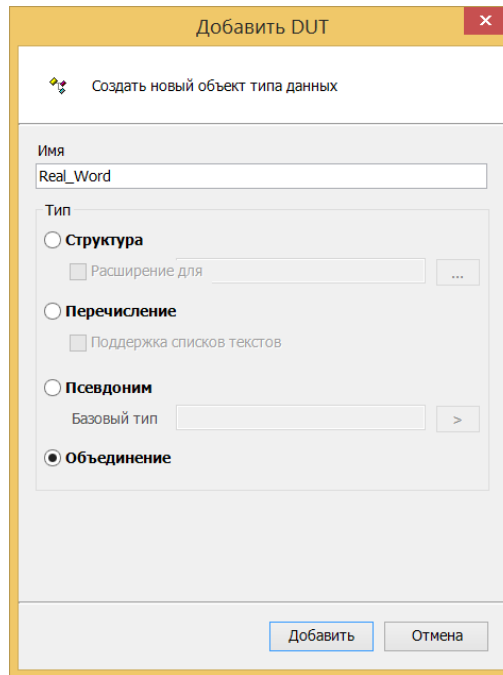 Добавить DUT
Создать новый объект типа данных
Имя
Real_Word
Тип
Структура
Расширение для
...
Перечисление
Поддержка списков текстов
Псевдоним
Базовый тип
>
Объединение
Добавить Отмена